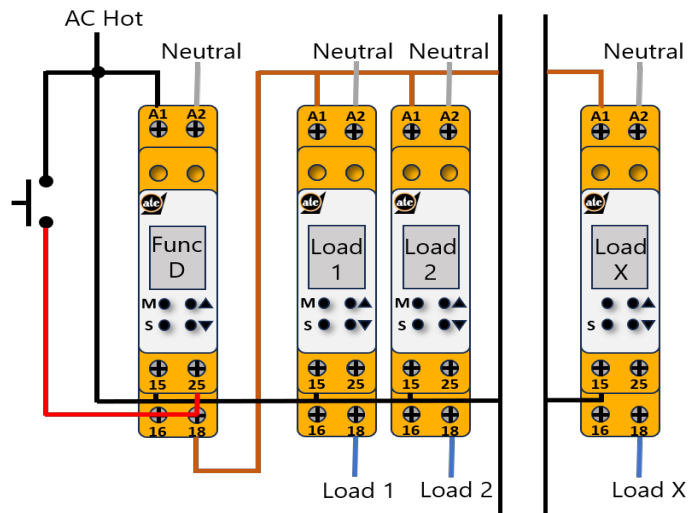 AC Hot
Neutral Neutral Neutral Neutral
A1 A2 A1 A2 A1 A2 A1 A2
atc atc atc atc
Func Load Load Load
D 1 2 X
M M M
S S S S
15 25 15 25 15 25 15 25
16 18 16 18 16 18 16 18
Load 1 Load 2 Load X